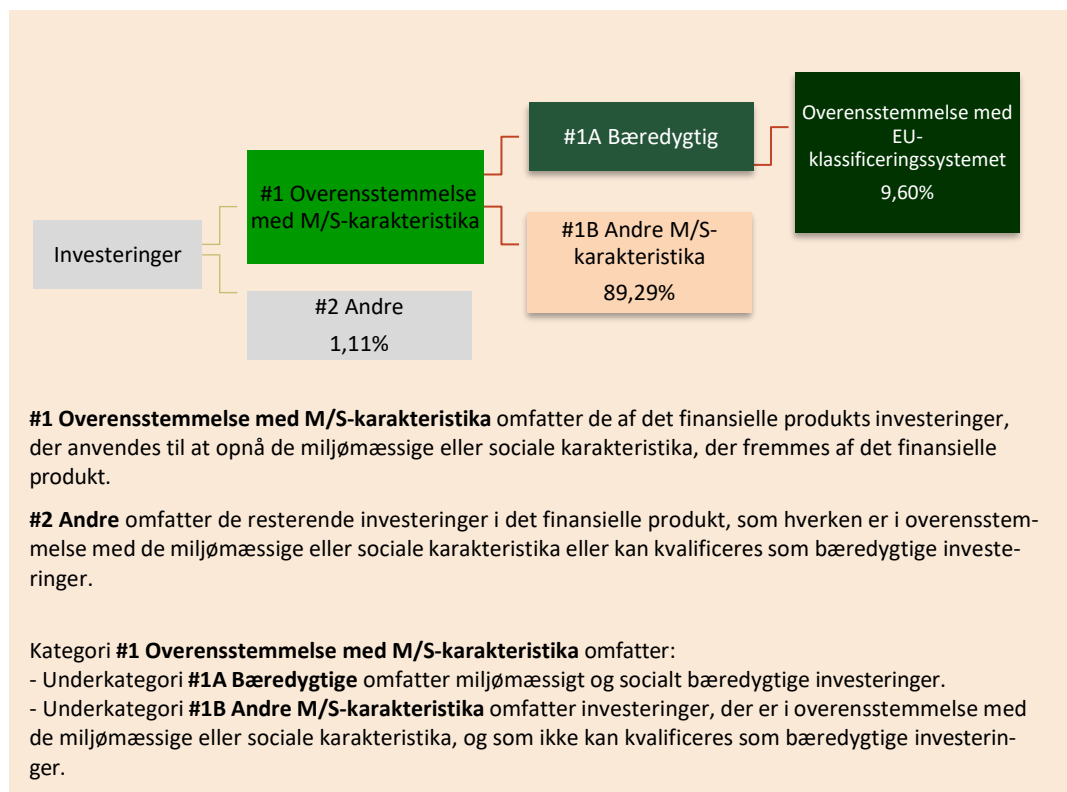 Investeringer
#1 Overensstemmelse
med M/S-karakteristika
#2 Andre
1,11%
#1A Bæredygtig
#1B Andre M/S-
karakteristika
89,29%
Overensstemmelse med
EU-
klassificeringssystemet
9,60%
#1 Overensstemmelse med M/S-karakteristika omfatter de af det finansielle produkts investeringer,
der anvendes til at opnå de miljømæssige eller sociale karakteristika, der fremmes af det finansielle
produkt.
#2 Andre omfatter de resterende investeringer i det finansielle produkt, som hverken er i overensstem-
melse med de miljømæssige eller sociale karakteristika eller kan kvalificeres som bæredygtige investe-
ringer.
Kategori #1 Overensstemmelse med M/S-karakteristika omfatter:
- Underkategori #1A Bæredygtige omfatter miljømæssigt og socialt bæredygtige investeringer.
- Underkategori #1B Andre M/S-karakteristika omfatter investeringer, der er i overensstemmelse med
de miljømæssige eller sociale karakteristika, og som ikke kan kvalificeres som bæredygtige investerin-
ger.